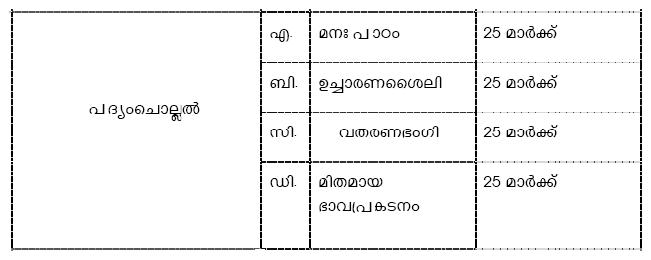 പദ്യംചൊല്ലൽ
എ. മനഃ പാഠം 25 മാർക്ക്
ബി. ഉച്ചാരണശൈലി 25 മാർക്ക്
സി. വതരണഭംഗി 25 മാർക്ക്
ഡി. മിതമായ 25 മാർക്ക്
ഭാവപ്രകടനം